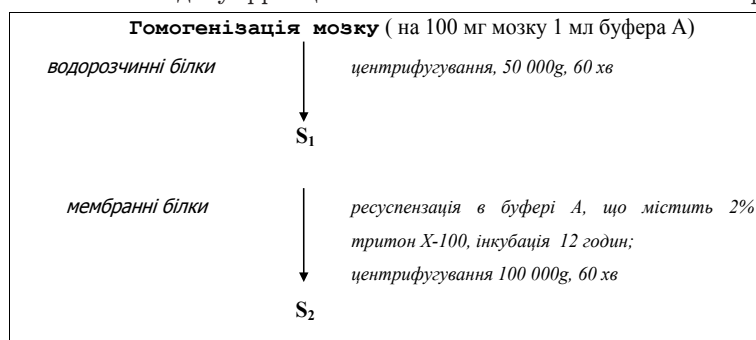 Гомогенізація мозку ( на 100 мг мозку 1 мл буфера А)
водорозчинні білки
центрифугування, 50 000g, 60 хв
S1
мембранні білки
ресуспензація в буфері А, що містить 2%
тритон Х-100, інкубація 12 годин;
центрифугування 100 000g, 60 хв
S2